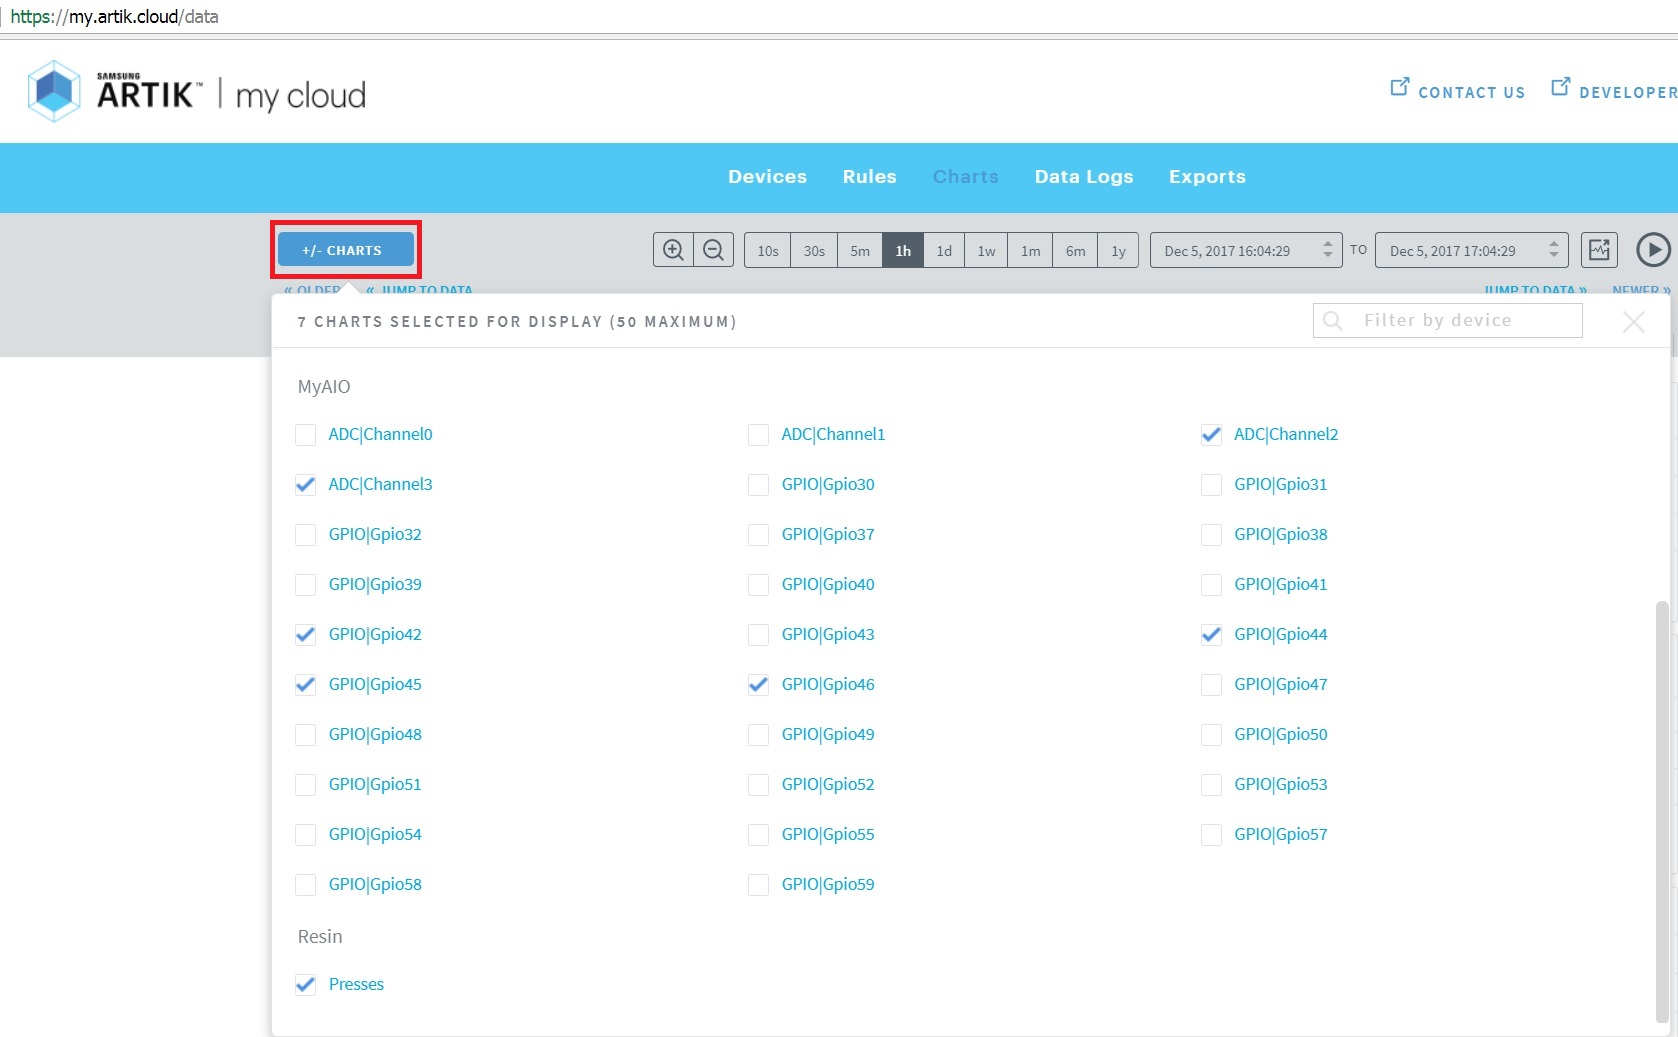 https://my.artik.cloud/data
SAMSUNG
ARTIK™ | my cloud
CONTACT US DEVELOPER
Devices Rules Charts Data Logs Exports
+/- CHARTS 10s 30s 5m 1h 1d 1w 1m 6m 1y Dec 5, 2017 16:04:29 TO Dec 5, 2017 17:04:29
« OLDER « JUMP TO DATA JUMP TO DATA » NEWER »
7 CHARTS SELECTED FOR DISPLAY (50 MAXIMUM) Filter by device
MyAIO
ADC|Channel0 ADC|Channel1 ADC|Channel2
ADC|Channel3 GPIO|Gpio30 GPIO|Gpio31
GPIO|Gpio32 GPIO|Gpio37 GPIO|Gpio38
GPIO|Gpio39 GPIO|Gpio40 GPIO|Gpio41
GPIO|Gpio42 GPIO|Gpio43 GPIO|Gpio44
GPIO|Gpio45 GPIO|Gpio46 GPIO|Gpio47
GPIO|Gpio48 GPIO|Gpio49 GPIO|Gpio50
GPIO|Gpio51 GPIO|Gpio52 GPIO|Gpio53
GPIO|Gpio54 GPIO|Gpio55 GPIO|Gpio57
GPIO|Gpio58 GPIO|Gpio59
Resin
Presses